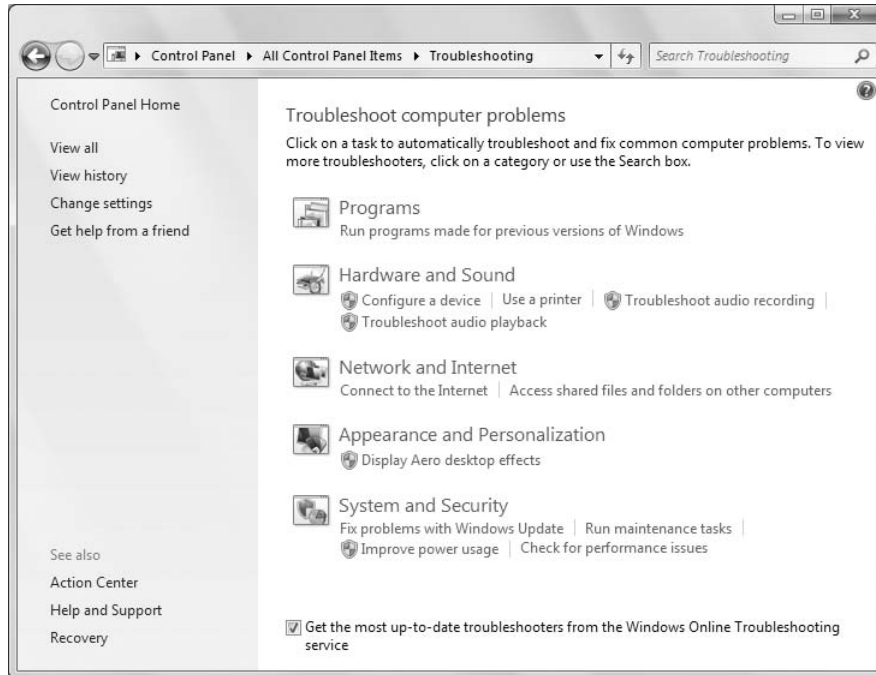 Control Panel All Control Panel Items Troubleshooting
Search Troubleshooting
Control Panel Home
View all
View history
Change settings
Get help from a friend
See also
Action Center
Help and Support
Recovery
Troubleshoot computer problems
Click on a task to automatically troubleshoot and fix common computer problems. To view
more troubleshooters, click on a category or use the Search box.
Programs
Run programs made for previous versions of Windows
Hardware and Sound
Configure a device | Use a printer | Troubleshoot audio recording |
Troubleshoot audio playback
Network and Internet
Connect to the Internet | Access shared files and folders on other computers
Appearance and Personalization
Display Aero desktop effects
System and Security
Fix problems with Windows Update | Run maintenance tasks |
Improve power usage | Check for performance issues
Get the most up-to-date troubleshooters from the Windows Online Troubleshooting
service